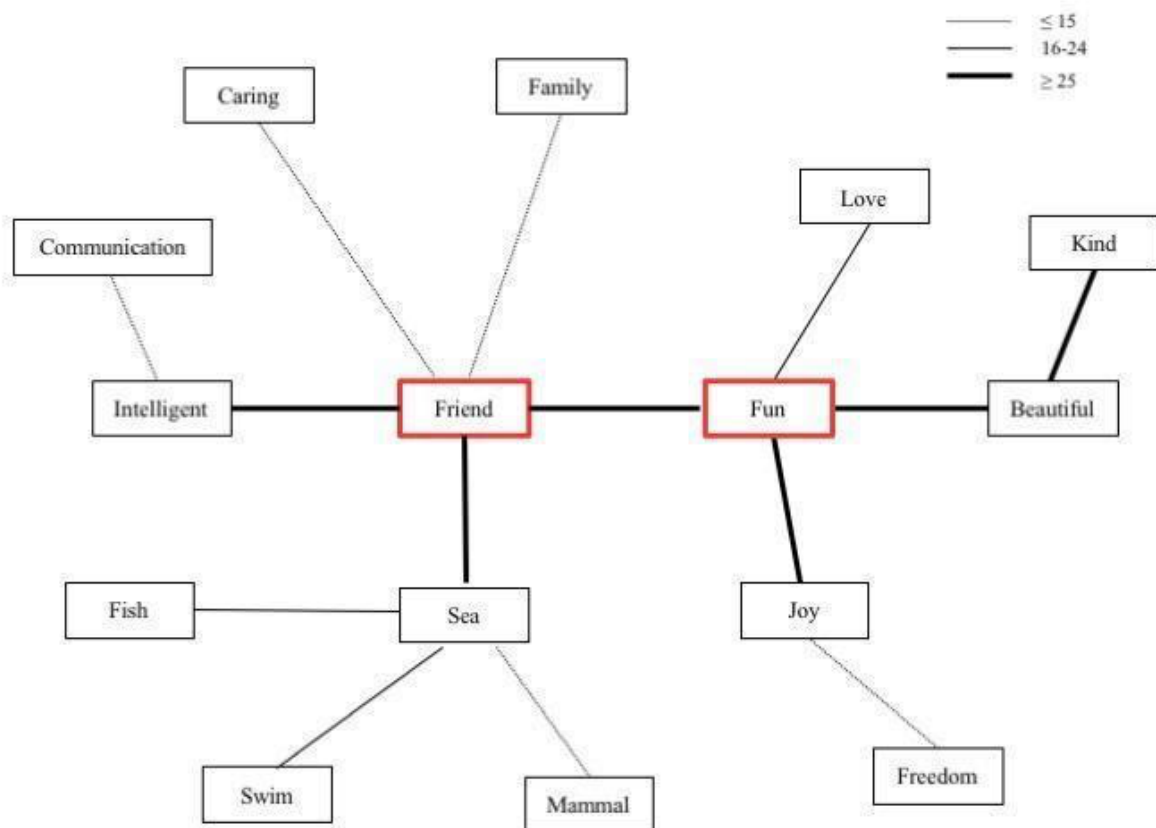 ≤ 15
16-24
≥ 25
Family
Caring
Love
Kind
Communication
Intelligent
Friend
Fun
Beautiful
Fish
Sea
Joy
Swim
Mammal
Freedom